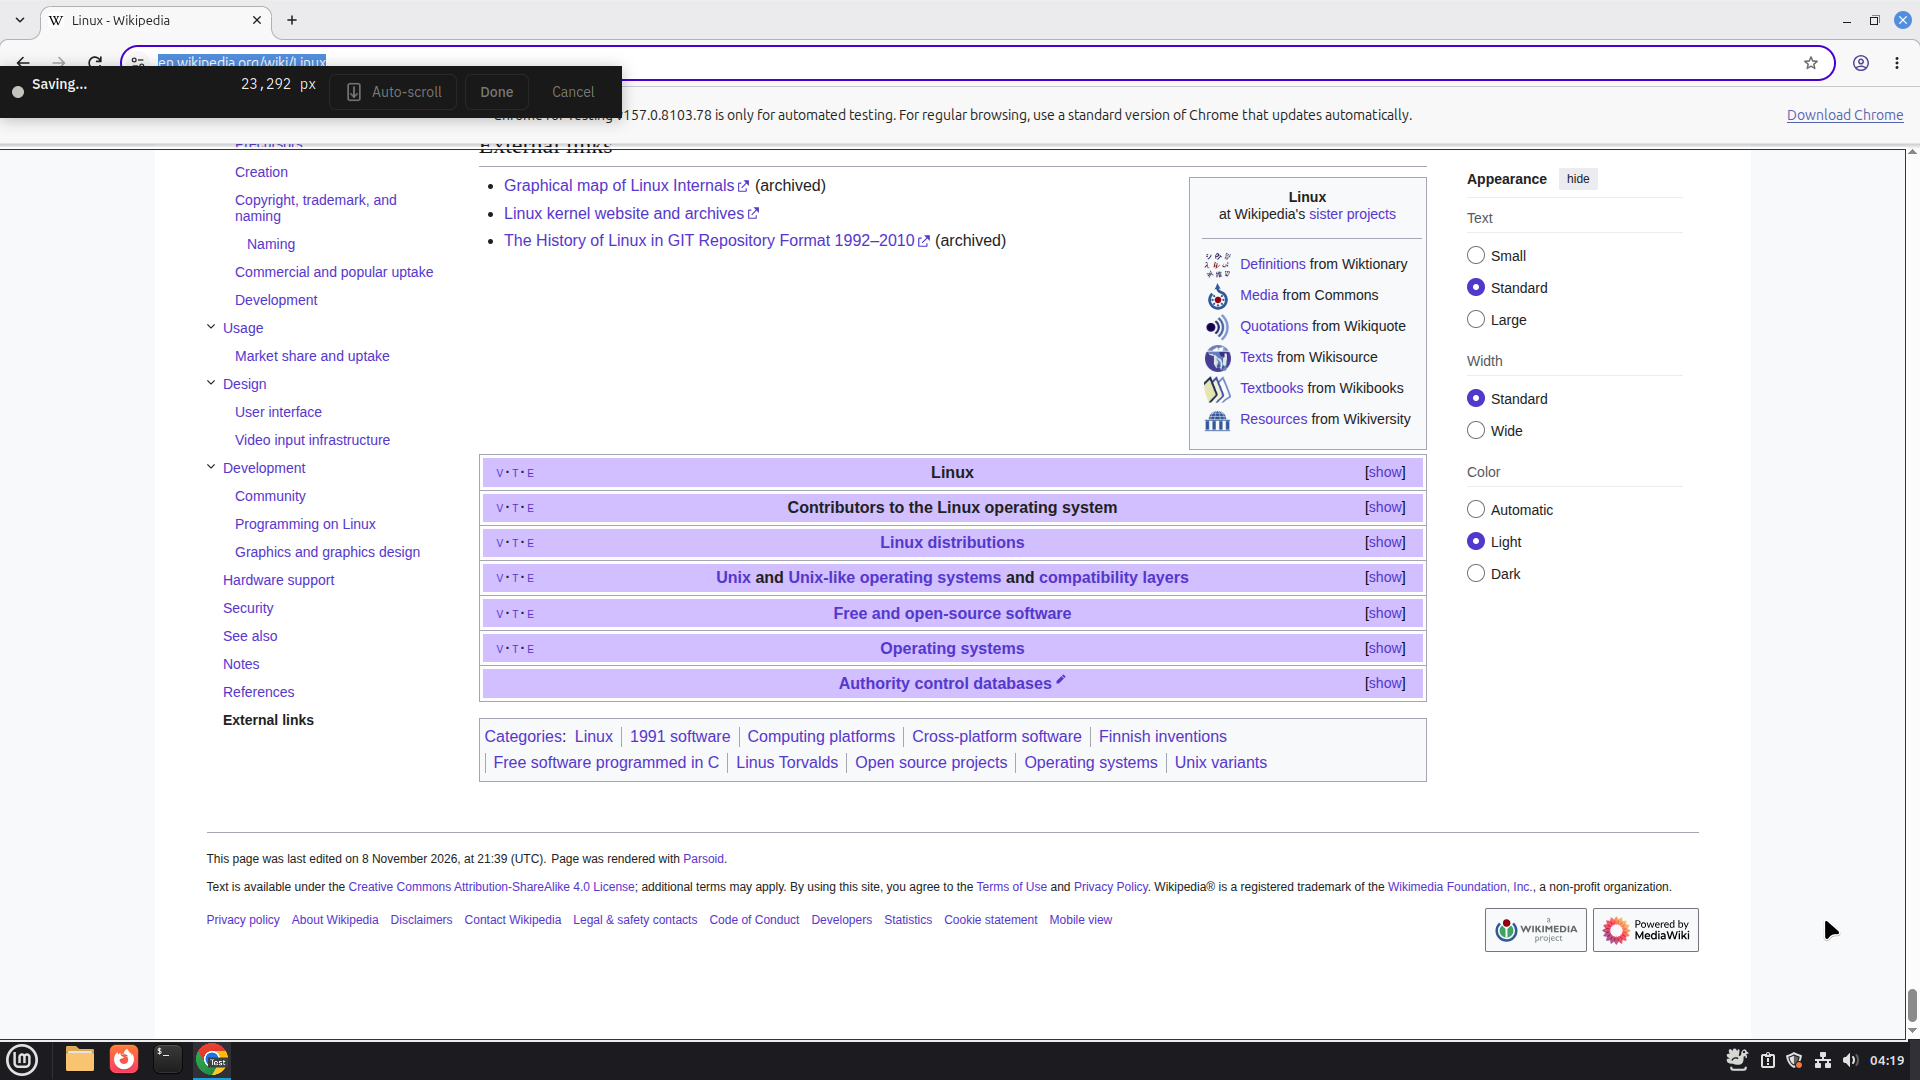 Linux - Wikipedia
en.wikipedia.org/wiki/Linux
Saving...
23,292 px
Auto-scroll
Done
Cancel
Chrome for Testing v157.0.8103.78 is only for automated testing. For regular browsing, use a standard version of Chrome that updates automatically.
Download Chrome
Precursors
Creation
Copyright, trademark, and
naming
Naming
Commercial and popular uptake
Development
Usage
Market share and uptake
Design
User interface
Video input infrastructure
Development
Community
Programming on Linux
Graphics and graphics design
Hardware support
Security
See also
Notes
References
External links
External links
Graphical map of Linux Internals (archived)
Linux kernel website and archives
The History of Linux in GIT Repository Format 1992–2010 (archived)
Linux
at Wikipedia's sister projects
Definitions from Wiktionary
Media from Commons
Quotations from Wikiquote
Texts from Wikisource
Textbooks from Wikibooks
Resources from Wikiversity
V · T · E Linux [show]
V · T · E Contributors to the Linux operating system [show]
V · T · E Linux distributions [show]
V · T · E Unix and Unix-like operating systems and compatibility layers [show]
V · T · E Free and open-source software [show]
V · T · E Operating systems [show]
Authority control databases [show]
Categories: Linux | 1991 software | Computing platforms | Cross-platform software | Finnish inventions
| Free software programmed in C | Linus Torvalds | Open source projects | Operating systems | Unix variants
Appearance hide
Text
Small
Standard
Large
Width
Standard
Wide
Color
Automatic
Light
Dark
This page was last edited on 8 November 2026, at 21:39 (UTC). Page was rendered with Parsoid.
Text is available under the Creative Commons Attribution-ShareAlike 4.0 License; additional terms may apply. By using this site, you agree to the Terms of Use and Privacy Policy. Wikipedia® is a registered trademark of the Wikimedia Foundation, Inc., a non-profit organization.
Privacy policy About Wikipedia Disclaimers Contact Wikipedia Legal & safety contacts Code of Conduct Developers Statistics Cookie statement Mobile view
a
WIKIMEDIA
project
Powered by
MediaWiki
Test
04:19